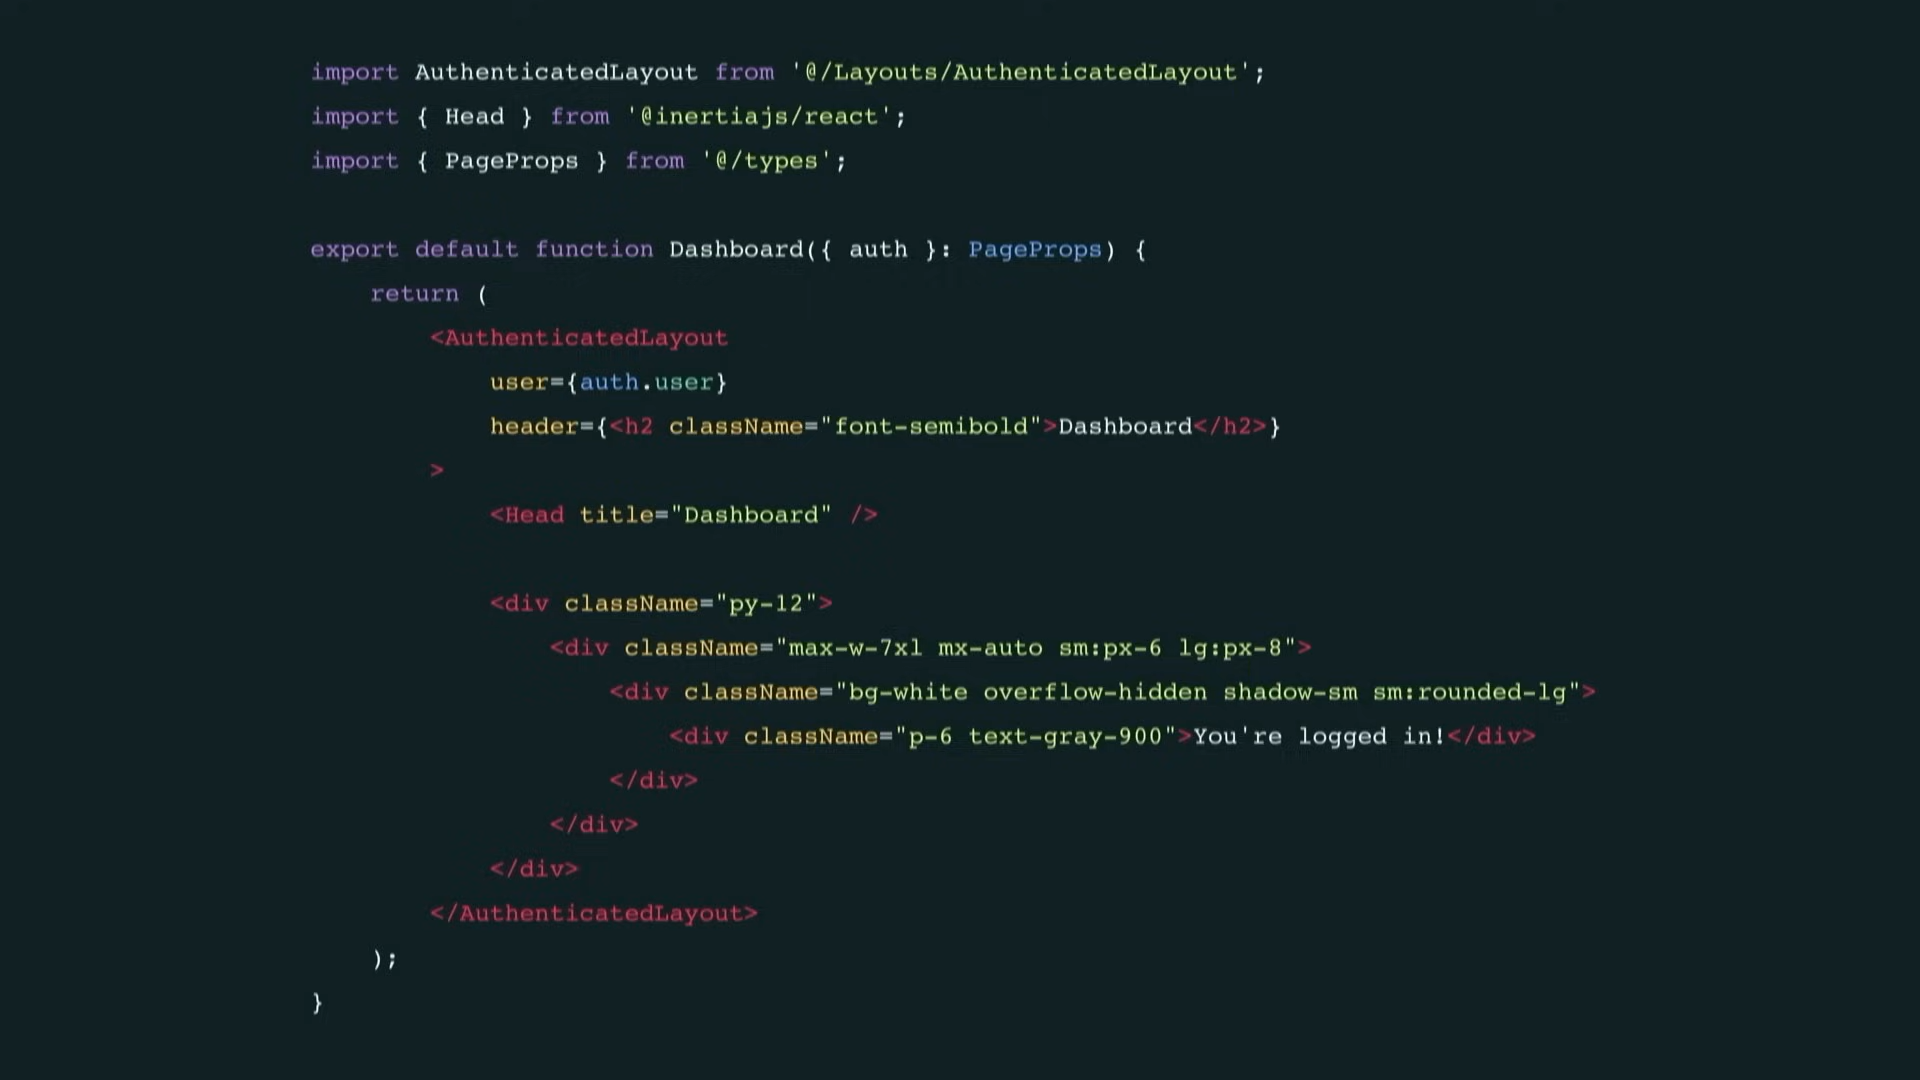 import AuthenticatedLayout from '@/Layouts/AuthenticatedLayout';
import { Head } from '@inertiajs/react';
import { PageProps } from '@/types';

export default function Dashboard({ auth }: PageProps) {
    return (
        <AuthenticatedLayout
            user={auth.user}
            header={<h2 className="font-semibold">Dashboard</h2>}
        >
            <Head title="Dashboard" />

            <div className="py-12">
                <div className="max-w-7xl mx-auto sm:px-6 lg:px-8">
                    <div className="bg-white overflow-hidden shadow-sm sm:rounded-lg">
                        <div className="p-6 text-gray-900">You're logged in!</div>
                    </div>
                </div>
            </div>
        </AuthenticatedLayout>
    );
}